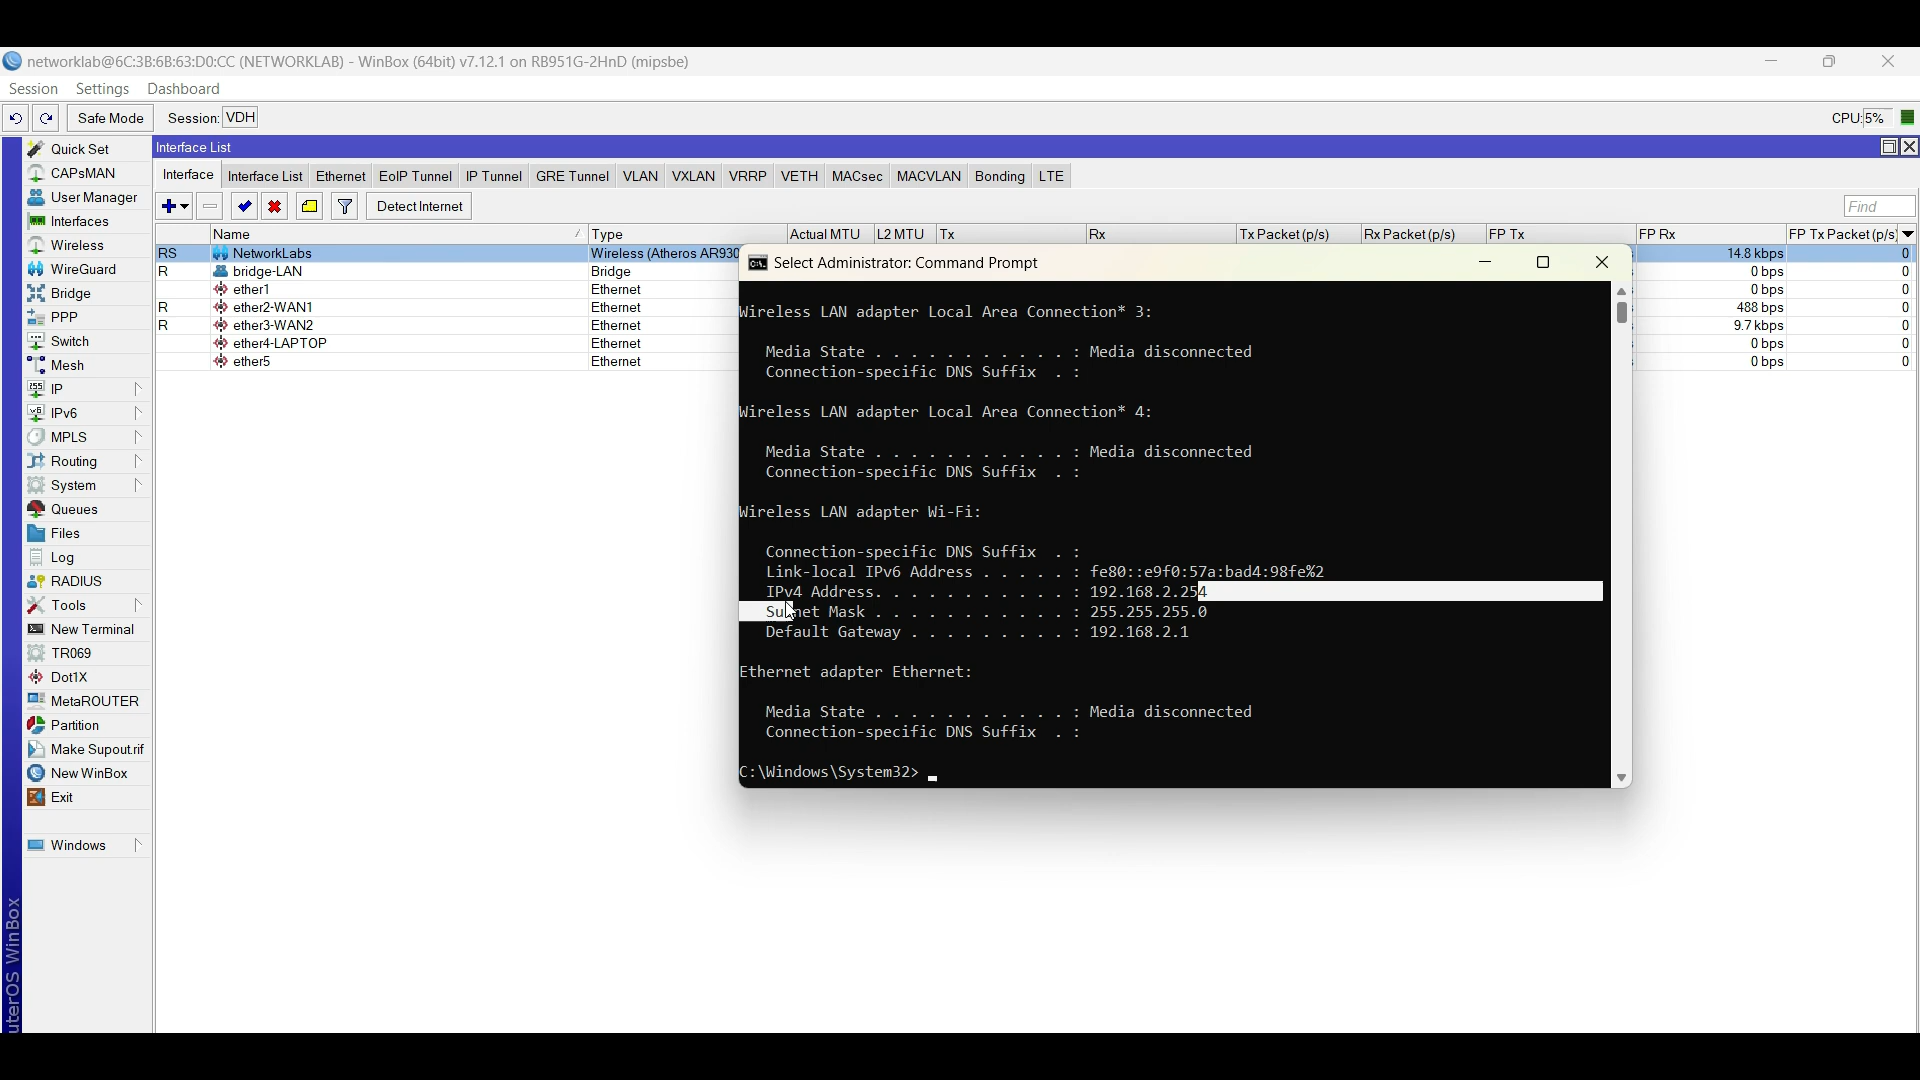 networklab@6C:3B:6B:63:D0:CC (NETWORKLAB) - WinBox (64bit) v7.12.1 on RB951G-2HnD (mipsbe)
Session Settings Dashboard
Safe Mode Session: VDH CPU: 5%
Interface List
Interface Interface List Ethernet EoIP Tunnel IP Tunnel GRE Tunnel VLAN VXLAN VRRP VETH MACsec MACVLAN Bonding LTE
Detect Internet Find
Name Type Actual MTU L2 MTU Tx Rx Tx Packet (p/s) Rx Packet (p/s) FP Tx FP Rx FP Tx Packet (p/s)
RS NetworkLabs Wireless (Atheros AR930 14.8 kbps 0
R bridge-LAN Bridge 0 bps 0
ether1 Ethernet 0 bps 0
R ether2-WAN1 Ethernet 488 bps 0
R ether3-WAN2 Ethernet 9.7 kbps 0
ether4-LAPTOP Ethernet 0 bps 0
ether5 Ethernet 0 bps 0
Quick Set
CAPsMAN
User Manager
Interfaces
Wireless
WireGuard
Bridge
PPP
Switch
Mesh
IP
IPv6
MPLS
Routing
System
Queues
Files
Log
RADIUS
Tools
New Terminal
TR069
Dot1X
MetaROUTER
Partition
Make Supout.rif
New WinBox
Exit
Windows
uterOS WinBox
Select Administrator: Command Prompt
Wireless LAN adapter Local Area Connection* 3:
Media State . . . . . . . . . . . : Media disconnected
Connection-specific DNS Suffix . :
Wireless LAN adapter Local Area Connection* 4:
Media State . . . . . . . . . . . : Media disconnected
Connection-specific DNS Suffix . :
Wireless LAN adapter Wi-Fi:
Connection-specific DNS Suffix . :
Link-local IPv6 Address . . . . . : fe80::e9f0:57a:bad4:98fe%2
IPv4 Address. . . . . . . . . . . : 192.168.2.254
Subnet Mask . . . . . . . . . . . : 255.255.255.0
Default Gateway . . . . . . . . . : 192.168.2.1
Ethernet adapter Ethernet:
Media State . . . . . . . . . . . : Media disconnected
Connection-specific DNS Suffix . :
C:\Windows\System32>